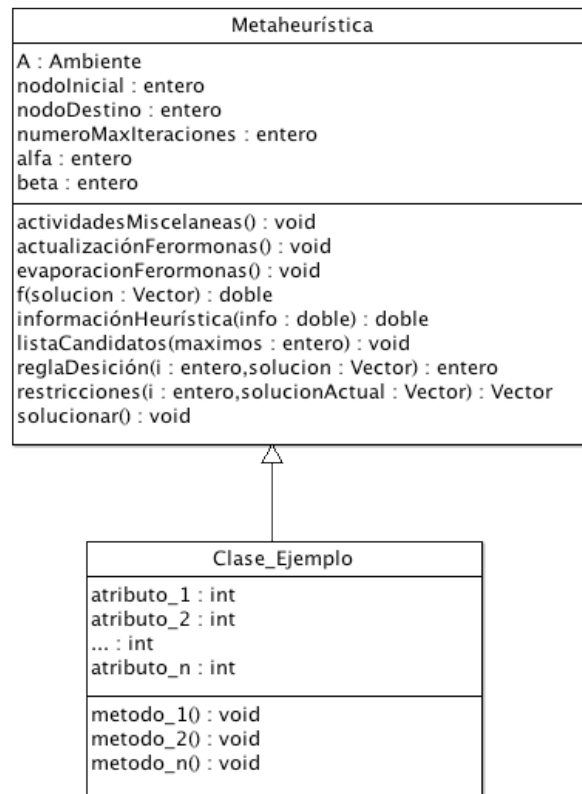 Metaheurística
A : Ambiente
nodoInicial : entero
nodoDestino : entero
numeroMaxIteraciones : entero
alfa : entero
beta : entero
actividadesMiscelaneas() : void
actualizaciónFerormonas() : void
evaporacionFerormonas() : void
f(solucion : Vector) : doble
informaciónHeurística(info : doble) : doble
listaCandidatos(maximos : entero) : void
reglaDesición(i : entero,solucion : Vector) : entero
restricciones(i : entero,solucionActual : Vector) : Vector
solucionar() : void
Clase_Ejemplo
atributo_1 : int
atributo_2 : int
... : int
atributo_n : int
metodo_1() : void
metodo_2() : void
metodo_n() : void